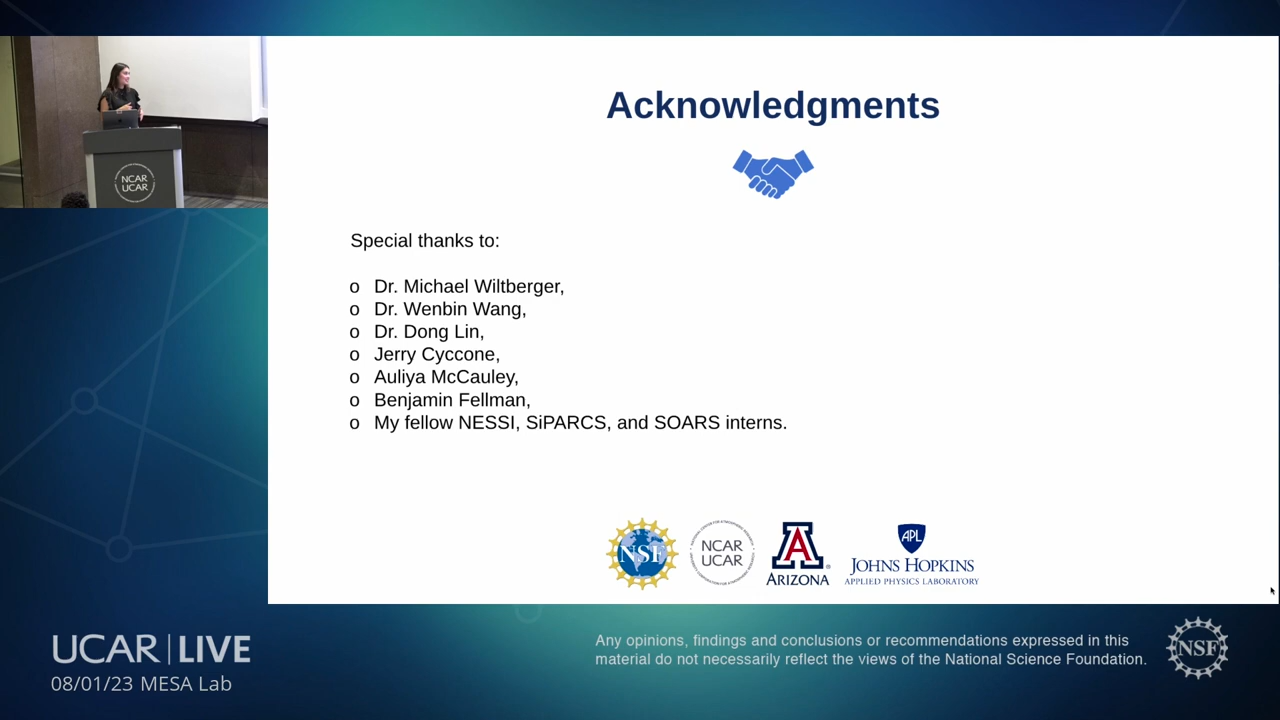 NCAR
UCAR
Acknowledgments
Special thanks to:
o Dr. Michael Wiltberger,
o Dr. Wenbin Wang,
o Dr. Dong Lin,
o Jerry Cyccone,
o Auliya McCauley,
o Benjamin Fellman,
o My fellow NESSI, SiPARCS, and SOARS interns.
NSF
NCAR
UCAR
A
ARIZONA
APL
JOHNS HOPKINS
APPLIED PHYSICS LABORATORY
UCAR | LIVE
08/01/23 MESA Lab
Any opinions, findings and conclusions or recommendations expressed in this
material do not necessarily reflect the views of the National Science Foundation.
NSF